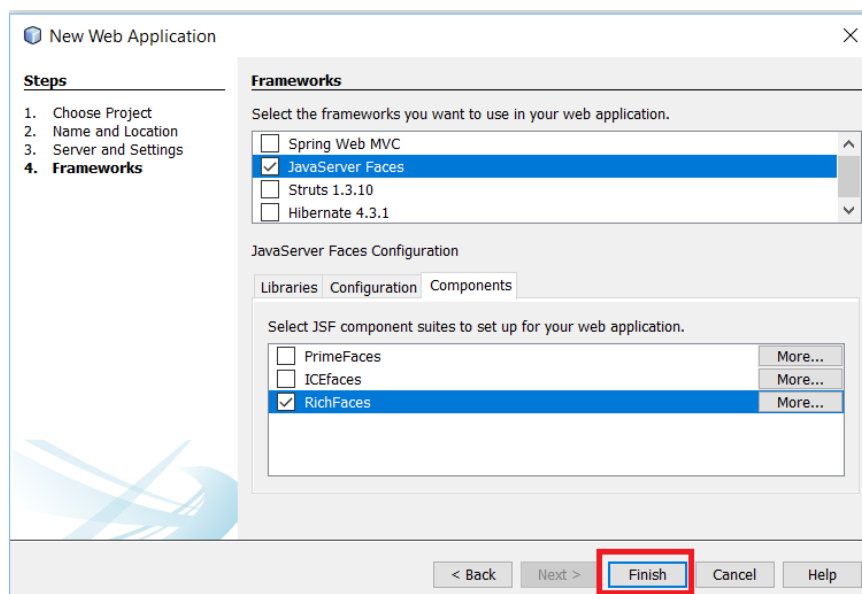 New Web Application
Steps
1. Choose Project
2. Name and Location
3. Server and Settings
4. Frameworks
Frameworks
Select the frameworks you want to use in your web application.
Spring Web MVC
JavaServer Faces
Struts 1.3.10
Hibernate 4.3.1
JavaServer Faces Configuration
Libraries Configuration Components
Select JSF component suites to set up for your web application.
PrimeFaces More...
ICEfaces More...
RichFaces More...
< Back Next > Finish Cancel Help